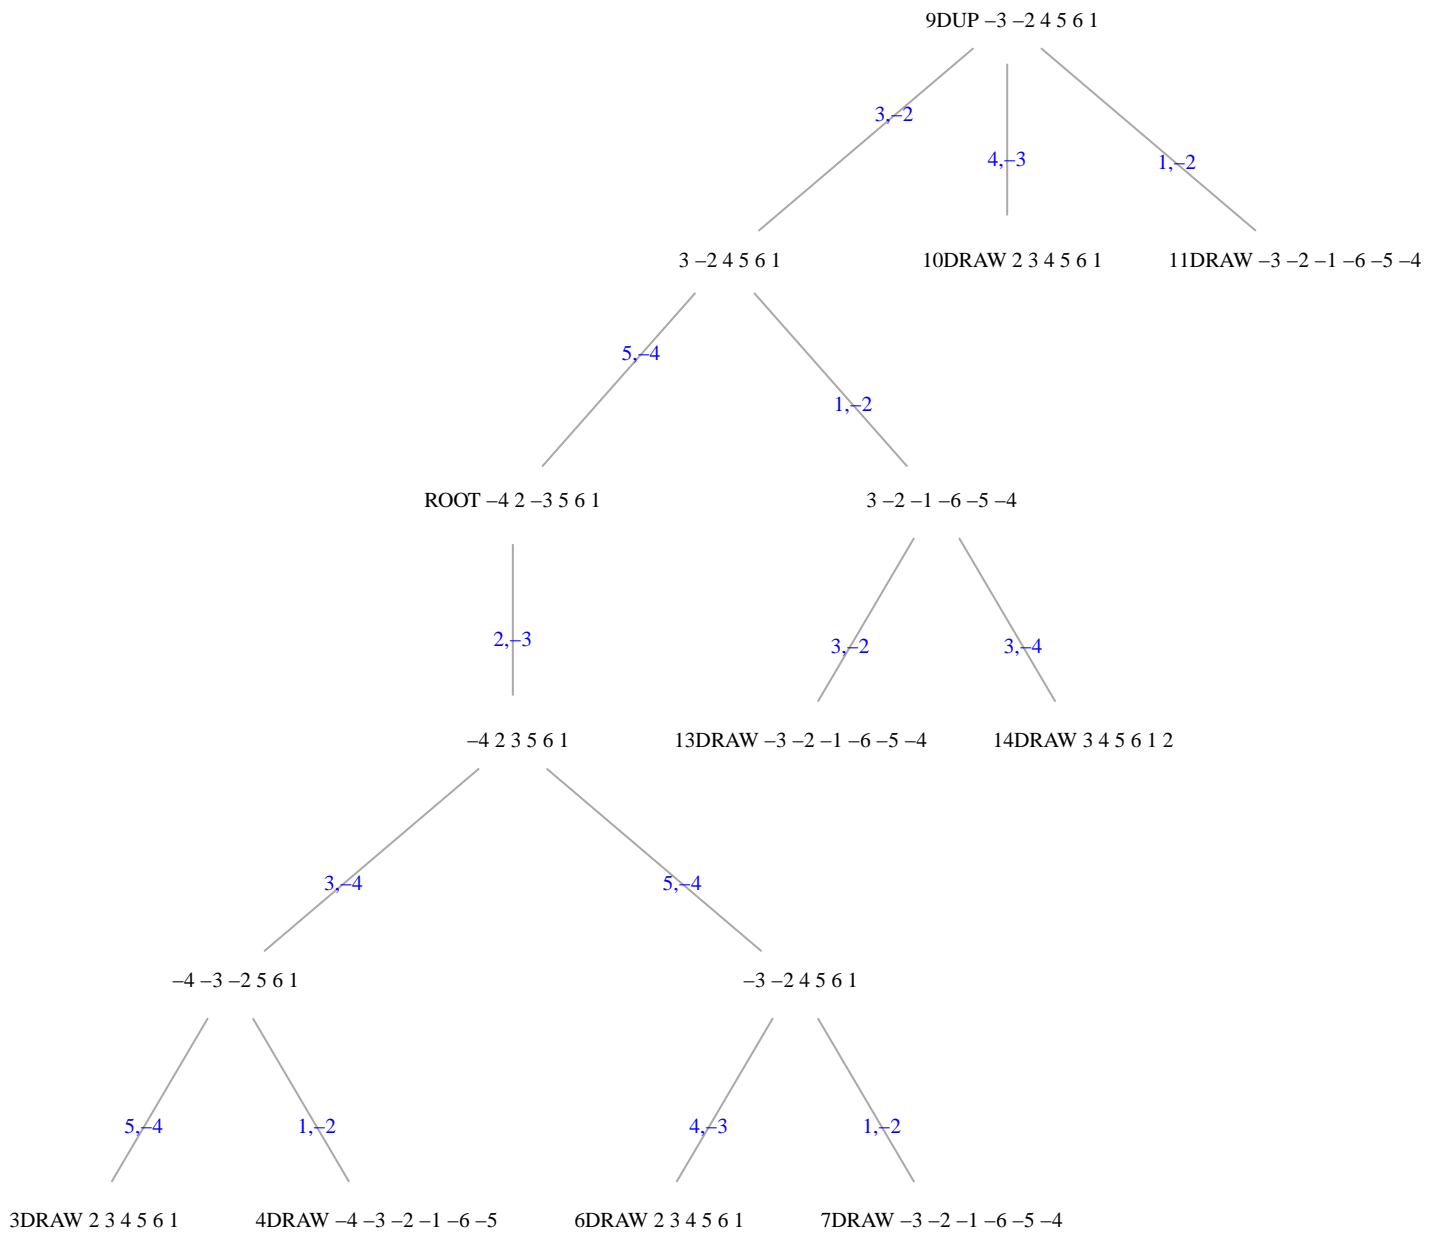 9DUP –3 –2 4 5 6 1
3,–2
4,–3
1,–2
3 –2 4 5 6 1
10DRAW 2 3 4 5 6 1
11DRAW –3 –2 –1 –6 –5 –4
5,–4
1,–2
ROOT –4 2 –3 5 6 1
3 –2 –1 –6 –5 –4
2,–3
3,–2
3,–4
–4 2 3 5 6 1
13DRAW –3 –2 –1 –6 –5 –4
14DRAW 3 4 5 6 1 2
3,–4
5,–4
–4 –3 –2 5 6 1
–3 –2 4 5 6 1
5,–4
1,–2
4,–3
1,–2
3DRAW 2 3 4 5 6 1
4DRAW –4 –3 –2 –1 –6 –5
6DRAW 2 3 4 5 6 1
7DRAW –3 –2 –1 –6 –5 –4